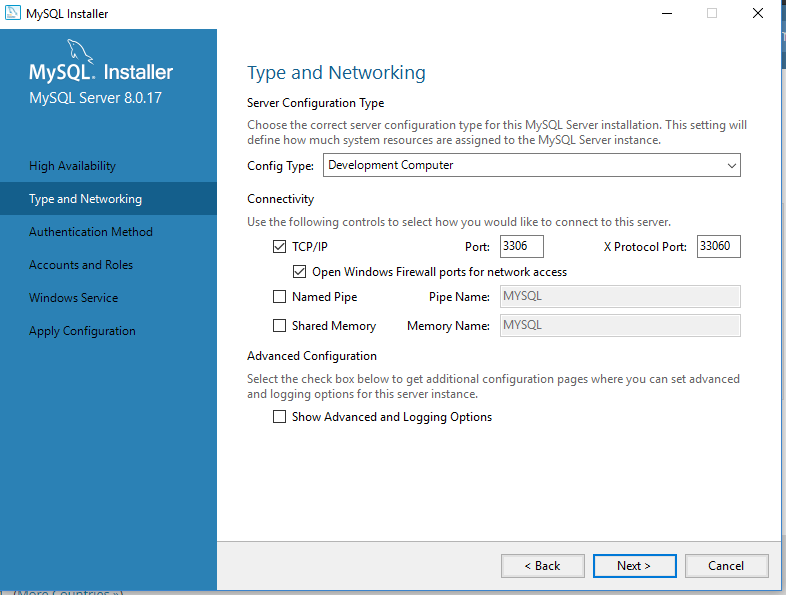 MySQL Installer
MySQL. Installer
MySQL Server 8.0.17
High Availability
Type and Networking
Authentication Method
Accounts and Roles
Windows Service
Apply Configuration
Type and Networking
Server Configuration Type
Choose the correct server configuration type for this MySQL Server installation. This setting will
define how much system resources are assigned to the MySQL Server instance.
Config Type: Development Computer
Connectivity
Use the following controls to select how you would like to connect to this server.
TCP/IP Port: 3306 X Protocol Port: 33060
Open Windows Firewall ports for network access
Named Pipe Pipe Name: MYSQL
Shared Memory Memory Name: MYSQL
Advanced Configuration
Select the check box below to get additional configuration pages where you can set advanced
and logging options for this server instance.
Show Advanced and Logging Options
< Back Next > Cancel
(More Countries »)